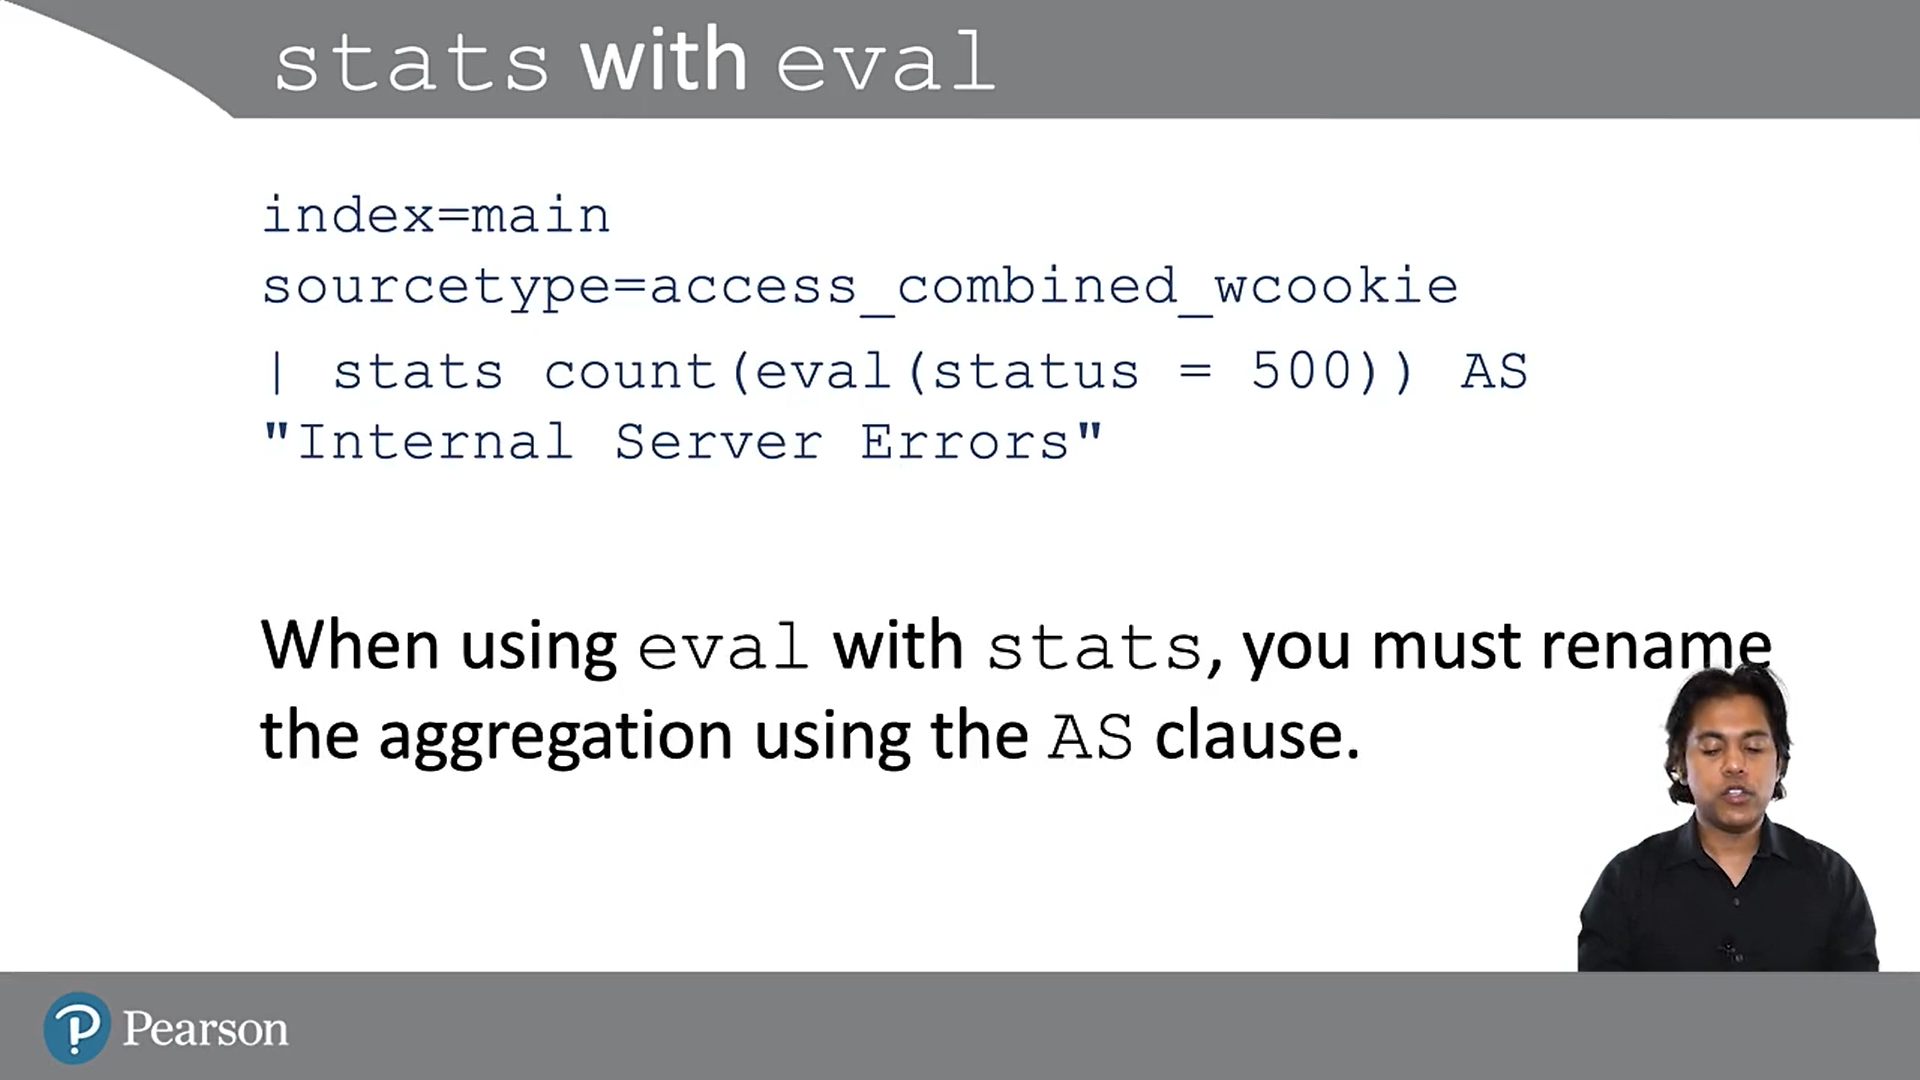 stats with eval
index=main
sourcetype=access_combined_wcookie
| stats count(eval(status = 500)) AS
"Internal Server Errors"
When using eval with stats, you must rename
the aggregation using the AS clause.
Pearson